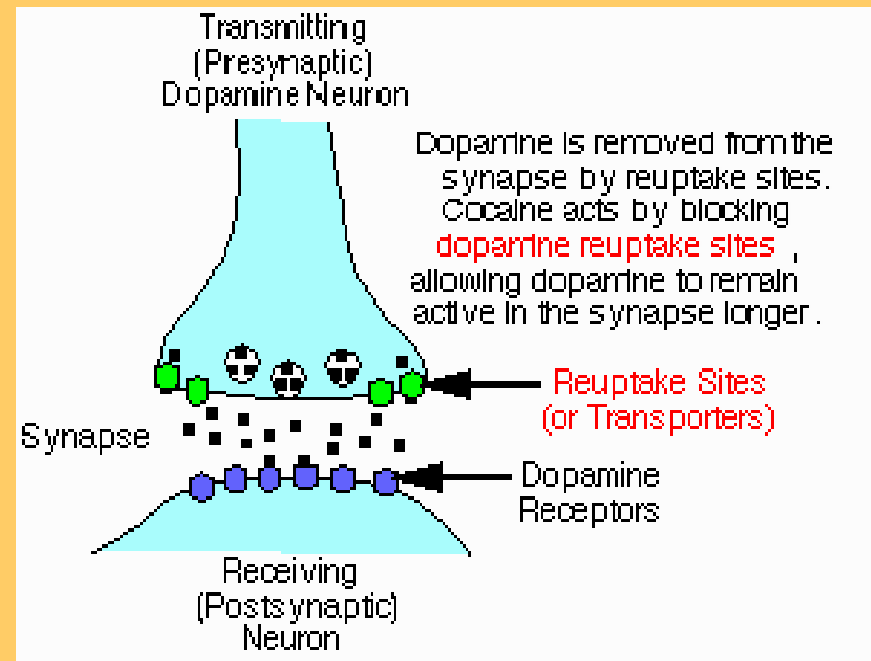 Transmitting
(Presynaptic)
Dopamine Neuron
Dopamine is removed from the
synapse by reuptake sites.
Cocaine acts by blocking
dopamine reuptake sites ,
allowing dopamine to remain
active in the synapse longer.
Reuptake Sites
(or Transporters)
Synapse
Dopamine
Receptors
Receiving
(Postsynaptic)
Neuron